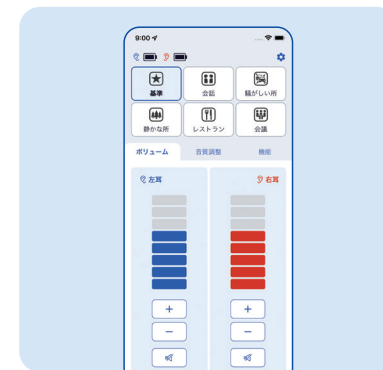 9:00
基準 会話 騒がしい所
静かな所 レストラン 会議
ボリューム 音質調整 機能
左耳 右耳
+ +
− −